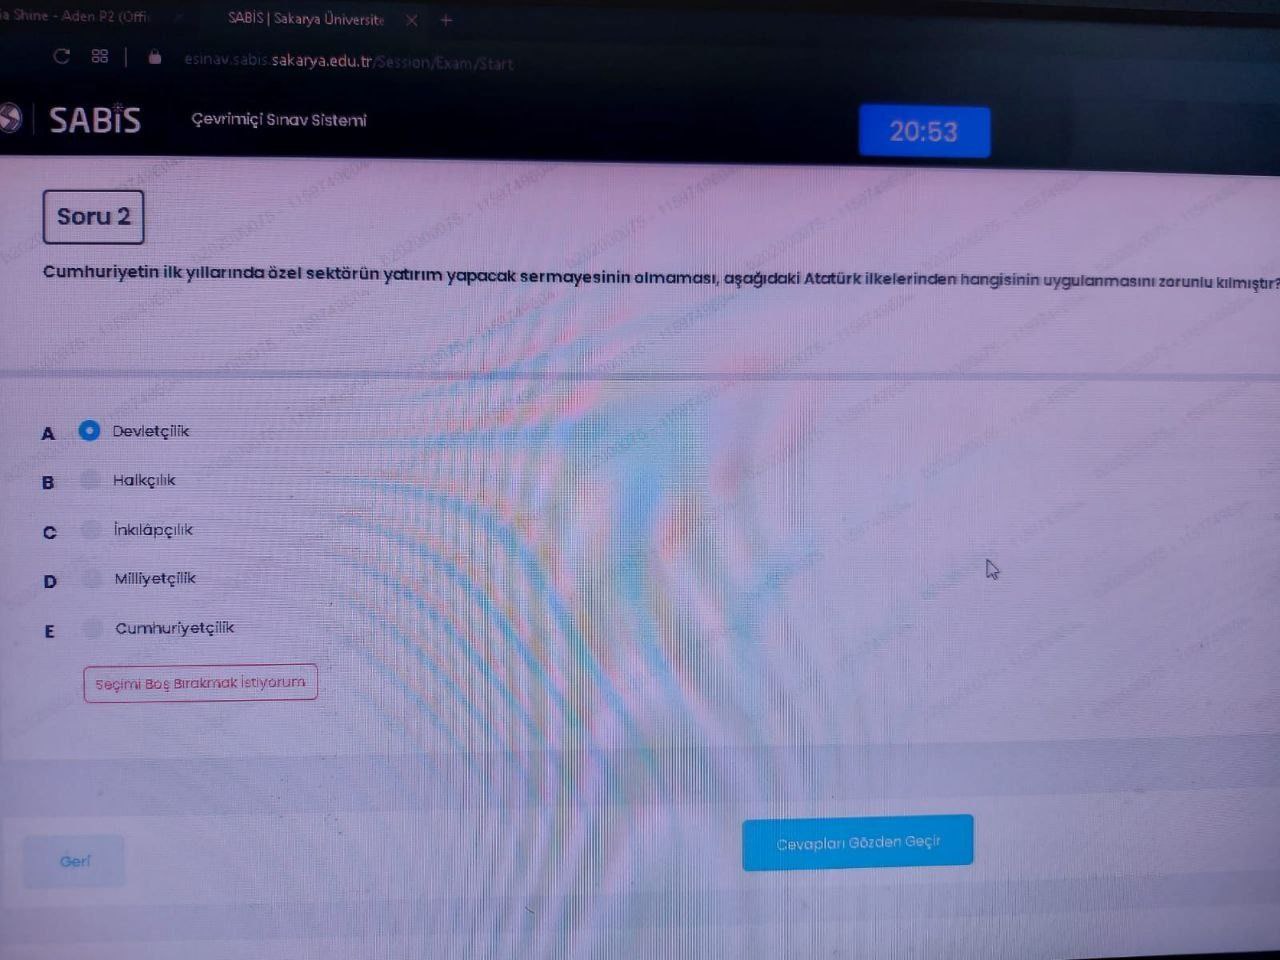 ia Shine - Aden P2 (Offi
SABİS | Sakarya Üniversite
esinav.sabis.sakarya.edu.tr/Session/Exam/Start
SABİS
Çevrimiçi Sınav Sistemi
20:53
Soru 2
Cumhuriyetin ilk yıllarında özel sektörün yatırım yapacak sermayesinin olmaması, aşağıdaki Atatürk ilkelerinden hangisinin uygulanmasını zorunlu kılmıştır?
A Devletçilik
B Halkçılık
C İnkılâpçılık
D Milliyetçilik
E Cumhuriyetçilik
Seçimi Boş Bırakmak İstiyorum
Geri
Cevapları Gözden Geçir